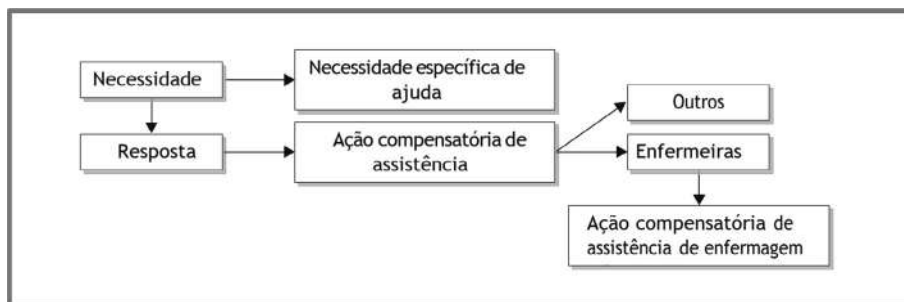 Necessidade
Necessidade específica de
ajuda
Resposta
Ação compensatória de
assistência
Outros
Enfermeiras
Ação compensatória de
assistência de enfermagem